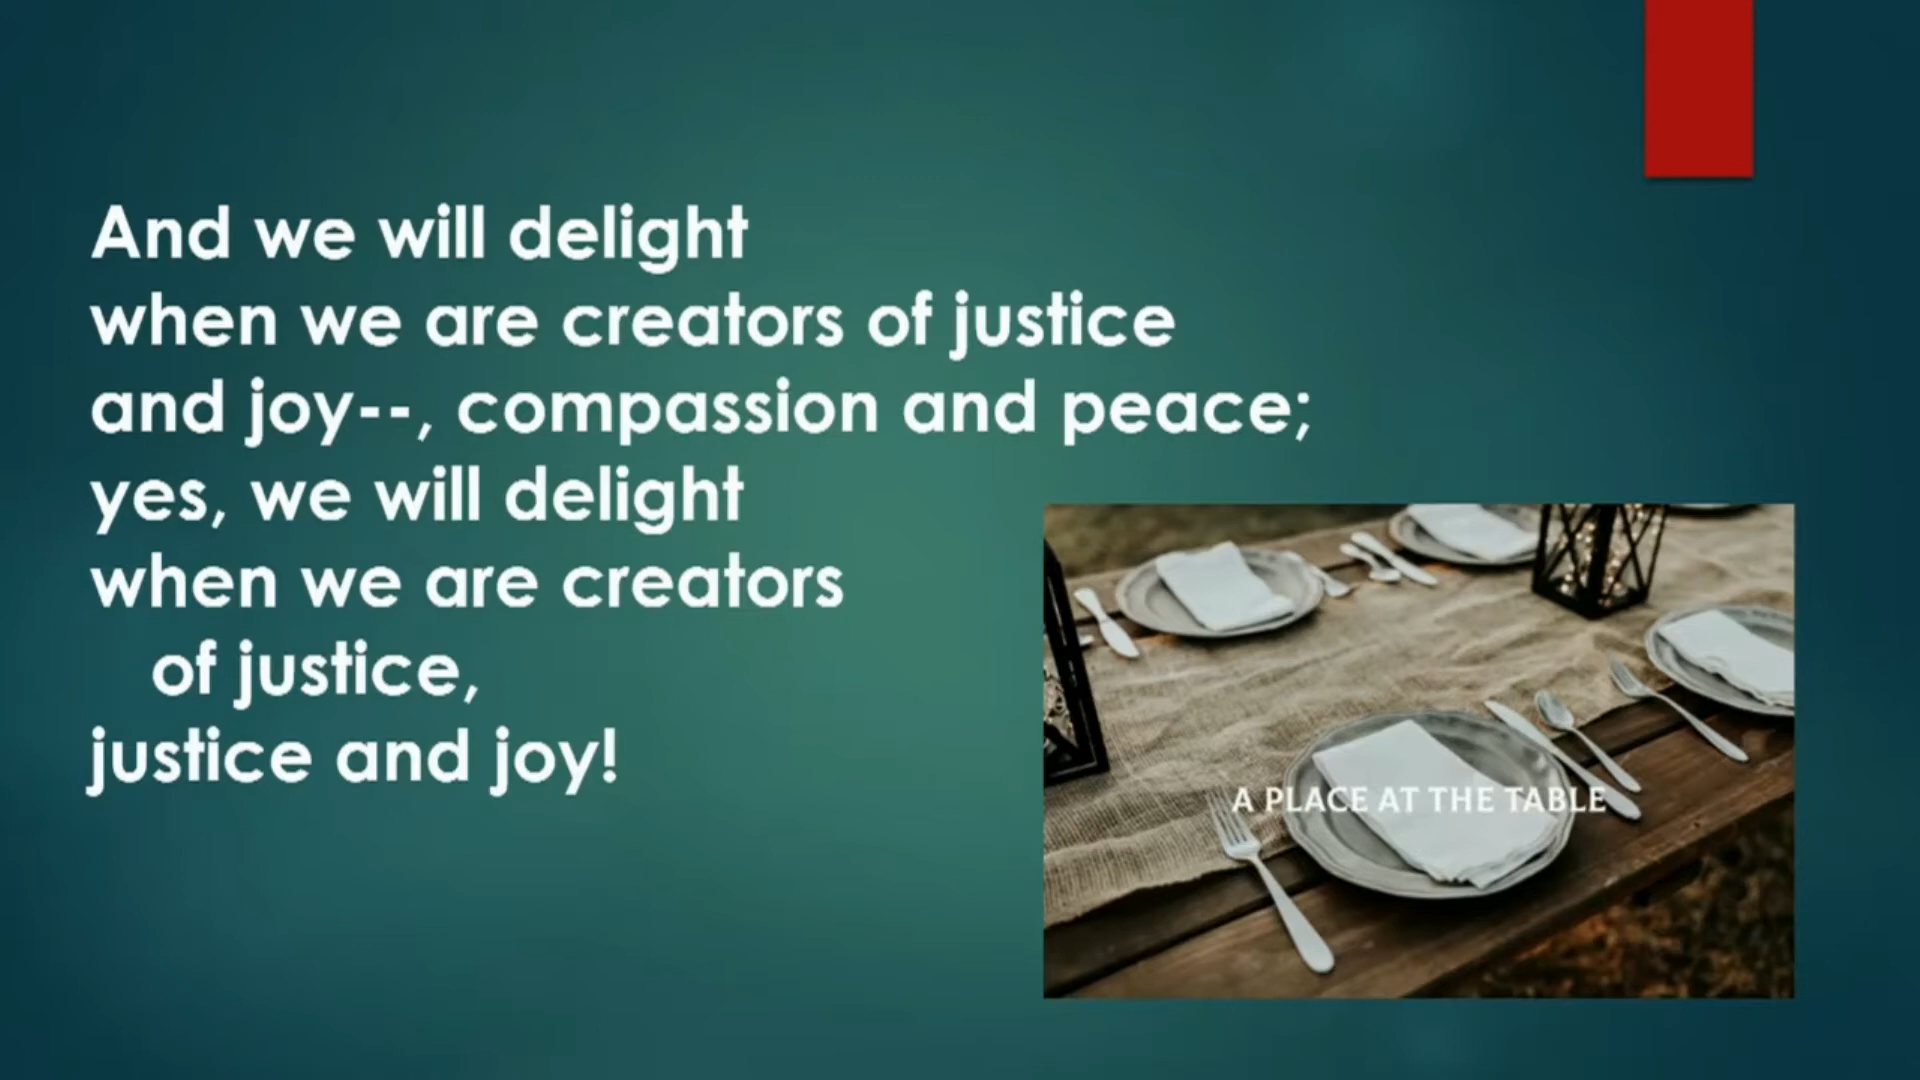 And we will delight
when we are creators of justice
and joy--, compassion and peace;
yes, we will delight
when we are creators
of justice,
justice and joy!
A PLACE AT THE TABLE